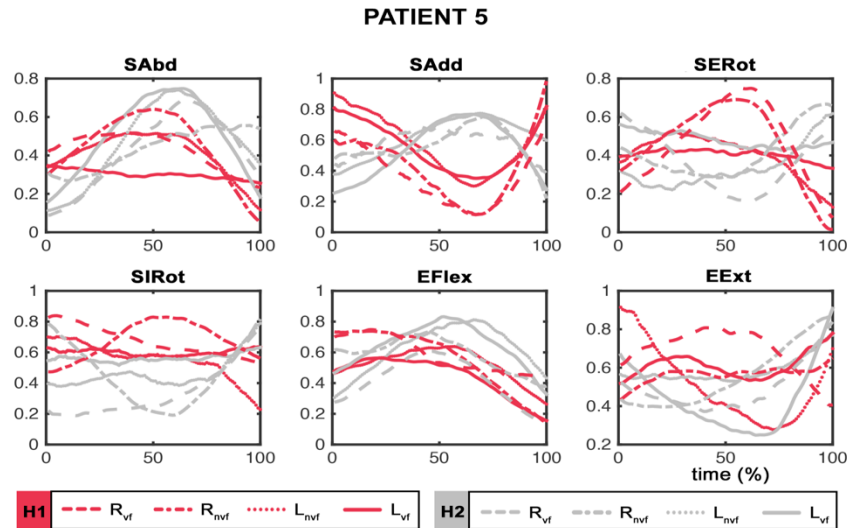 PATIENT 5
SAbd SAdd SERot
0.8 0.6 0.4 0.2 0
0 50 100
1 0.8 0.6 0.4 0.2 0
0 50 100
0.8 0.6 0.4 0.2 0
0 50 100
SIRot EFlex EExt
1 0.8 0.6 0.4 0.2 0
0 50 100
1 0.8 0.6 0.4 0.2 0
0 50 100
1 0.8 0.6 0.4 0.2
0 50 100
time (%)
H1 Rvf Rnvf Lnvf Lvf H2 Rvf Rnvf Lnvf Lvf